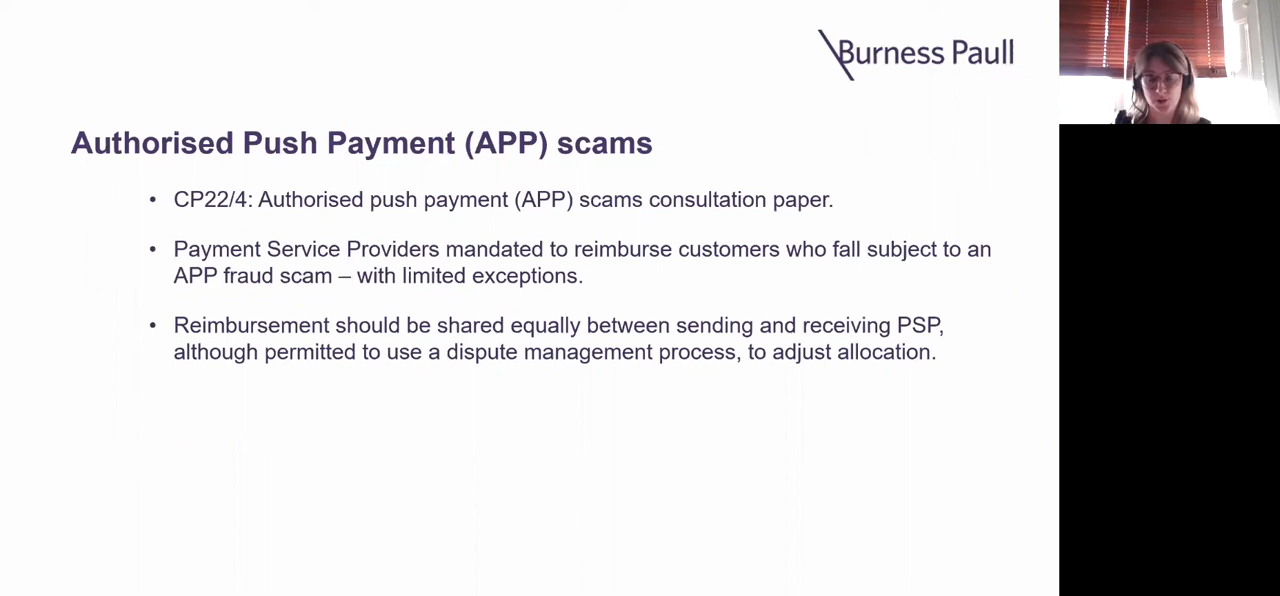 Burness Paull
Authorised Push Payment (APP) scams
• CP22/4: Authorised push payment (APP) scams consultation paper.
• Payment Service Providers mandated to reimburse customers who fall subject to an
APP fraud scam – with limited exceptions.
• Reimbursement should be shared equally between sending and receiving PSP,
although permitted to use a dispute management process, to adjust allocation.